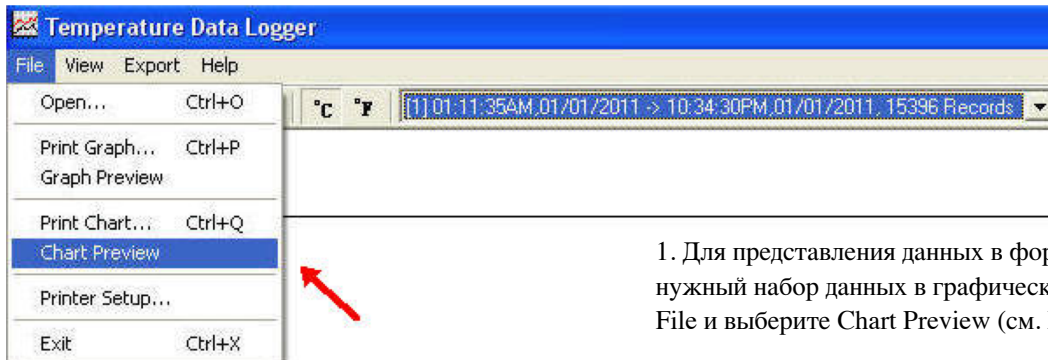 Temperature Data Logger
File View Export Help
Open... Ctrl+O
°C °F [1] 01:11:35AM,01/01/2011 -> 10:34:30PM,01/01/2011, 15396 Records
Print Graph... Ctrl+P
Graph Preview
Print Chart... Ctrl+Q
Chart Preview
Printer Setup...
Exit Ctrl+X
1. Для представления данных в фор
нужный набор данных в графическ
File и выберите Chart Preview (см.